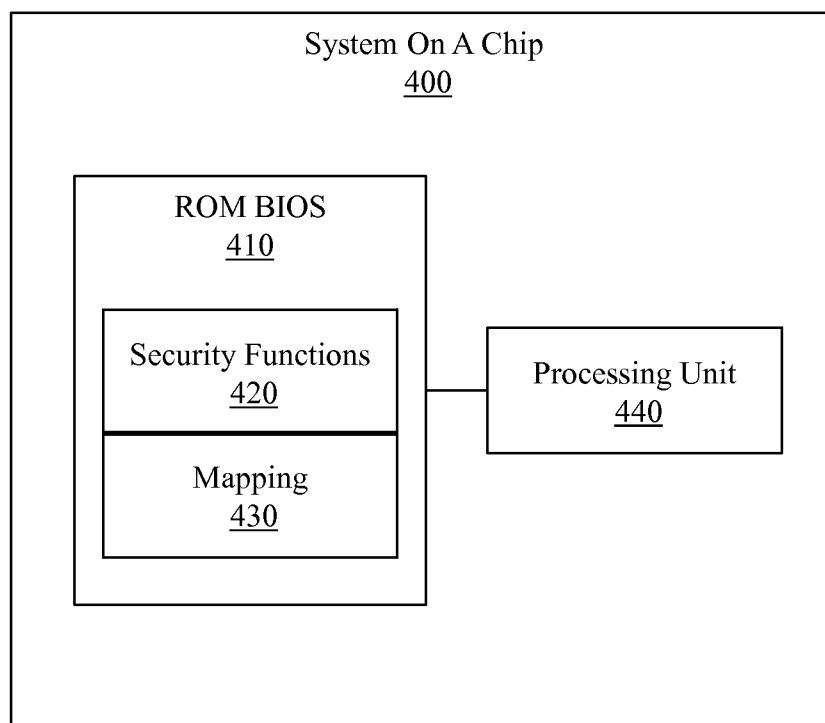 System On A Chip
400
ROM BIOS
410
Security Functions
420
Mapping
430
Processing Unit
440